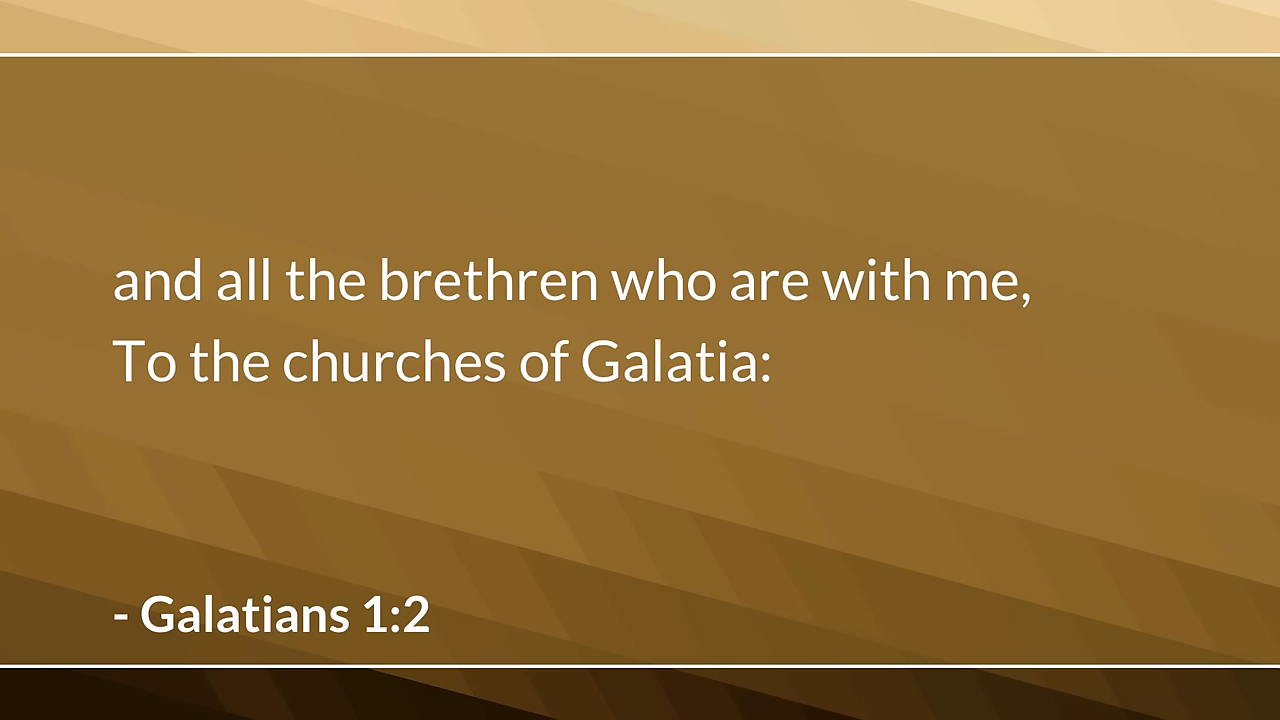 and all the brethren who are with me,
To the churches of Galatia:
- Galatians 1:2